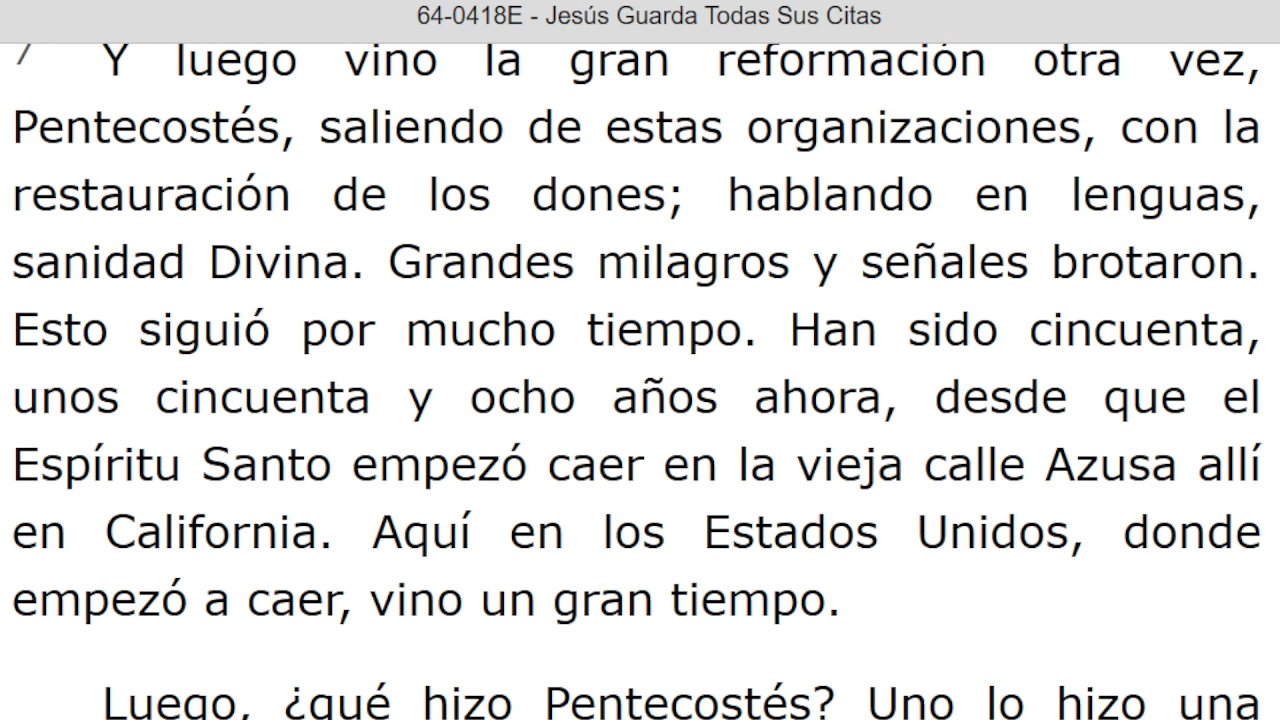 64-0418E - Jesús Guarda Todas Sus Citas
7 Y luego vino la gran reformación otra vez,
Pentecostés, saliendo de estas organizaciones, con la
restauración de los dones; hablando en lenguas,
sanidad Divina. Grandes milagros y señales brotaron.
Esto siguió por mucho tiempo. Han sido cincuenta,
unos cincuenta y ocho años ahora, desde que el
Espíritu Santo empezó caer en la vieja calle Azusa allí
en California. Aquí en los Estados Unidos, donde
empezó a caer, vino un gran tiempo.
Luego, ¿qué hizo Pentecostés? Uno lo hizo una